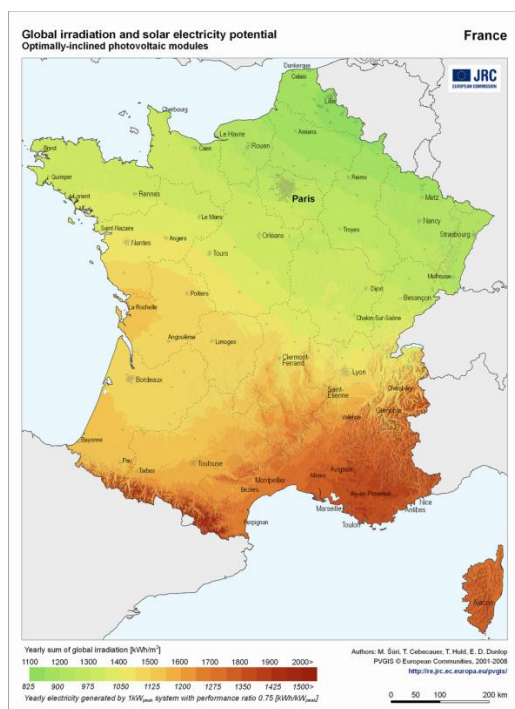 Global irradiation and solar electricity potential
Optimally-inclined photovoltaic modules
France
JRC
EUROPEAN COMMISSION
Dunkerque
Calais
Lille
Cherbourg
Amiens
Le Havre
Rouen
Caen
Reims
Brest
Metz
Paris
Quimper
Rennes
Nancy
Lorient
Strasbourg
Le Mans
Troyes
Orléans
Saint-Nazaire
Angers
Nantes
Tours
Mulhouse
Dijon
Besançon
Poitiers
La Rochelle
Chalon-Sur-Saône
Angoulême
Limoges
Clermont-
Ferrand
Lyon
Bordeaux
Chambéry
Saint-
Etienne
Grenoble
Valence
Bayonne
Pau
Tarbes
Toulouse
Avignon
Nimes
Montpellier
Aix-en-Provence
Beziers
Nice
Marseille
Antibes
Toulon
Perpignan
Ajaccio
Yearly sum of global irradiation [kWh/m²]
1100 1200 1300 1400 1500 1600 1700 1800 1900 2000>
825 900 975 1050 1125 1200 1275 1350 1425 1500>
Yearly electricity generated by 1kWpeak system with performance ratio 0.75 [kWh/kWpeak]
Authors: M. Šúri, T. Cebecauer, T. Huld, E. D. Dunlop
PVGIS © European Communities, 2001-2008
http://re.jrc.ec.europa.eu/pvgis/
0 50 100 200 km